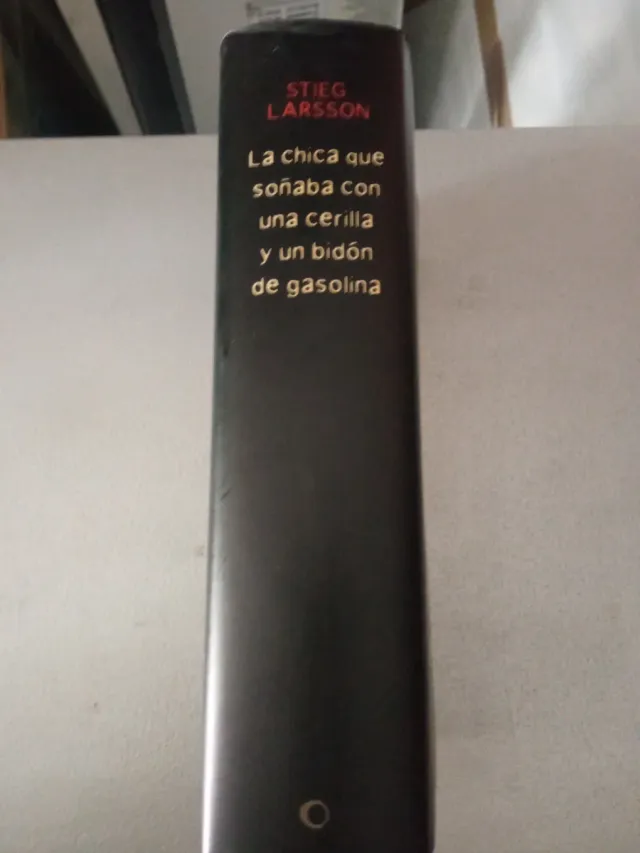 STIEG
LARSSON
La chica que
soñaba con
una cerilla
y un bidón
de gasolina